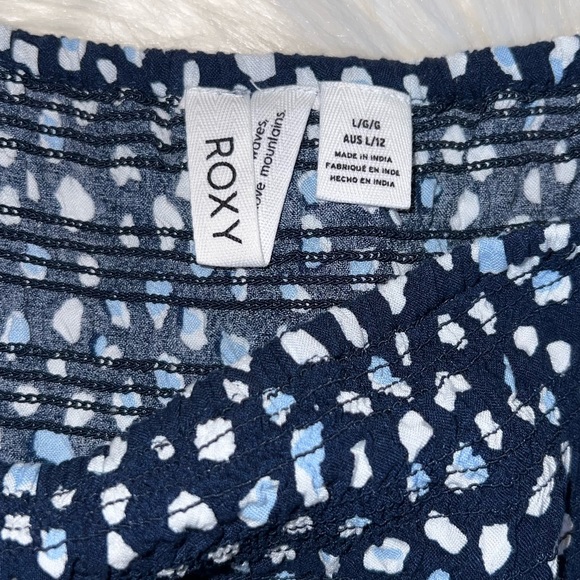 ROXY
waves,
love mountains.
L/G/G
AUS L/12
MADE IN INDIA
FABRIQUÉ EN INDE
HECHO EN INDIA